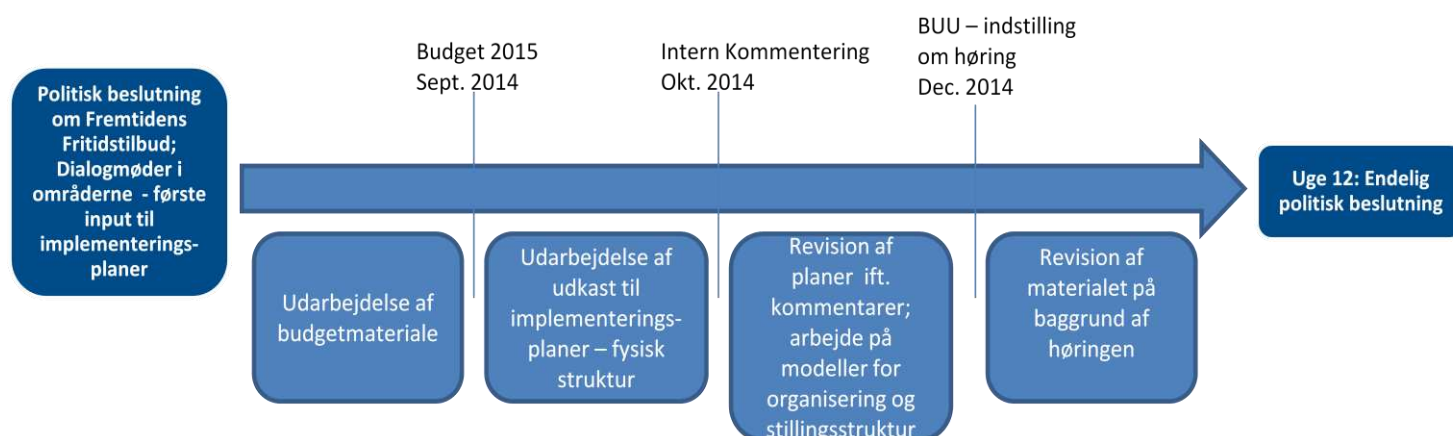 Politisk beslutning
om Fremtidens
Fritidstilbud;
Dialogmøder i
områderne - første
input til
implementerings-
planer
Budget 2015
Sept. 2014
Intern Kommentering
Okt. 2014
BUU – indstilling
om høring
Dec. 2014
Uge 12: Endelig
politisk beslutning
Udarbejdelse af
budgetmateriale
Udarbejdelse af
udkast til
implementerings-
planer – fysisk
struktur
Revision af
planer ift.
kommentarer;
arbejde på
modeller for
organisering og
stillingsstruktur
Revision af
materialet på
baggrund af
høringen